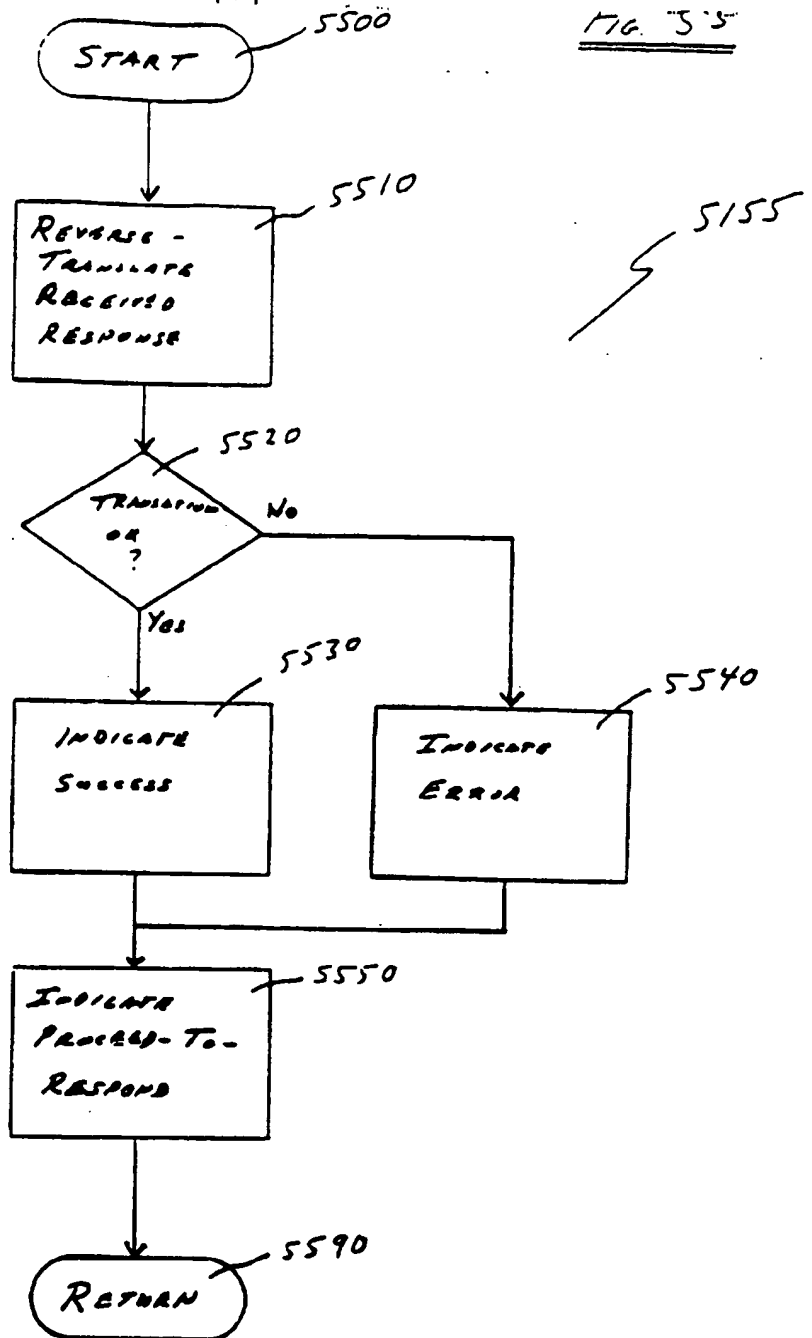 START
5500
FIG. 55
5510
REVERSE-
TRANSLATE
RECEIVED
RESPONSE
5155
5520
TRANSLATION
OK
?
No
Yes
5530
INDICATE
SUCCESS
5540
INDICATE
ERROR
5550
INDICATE
PROCEED-TO-
RESPOND
5590
RETURN